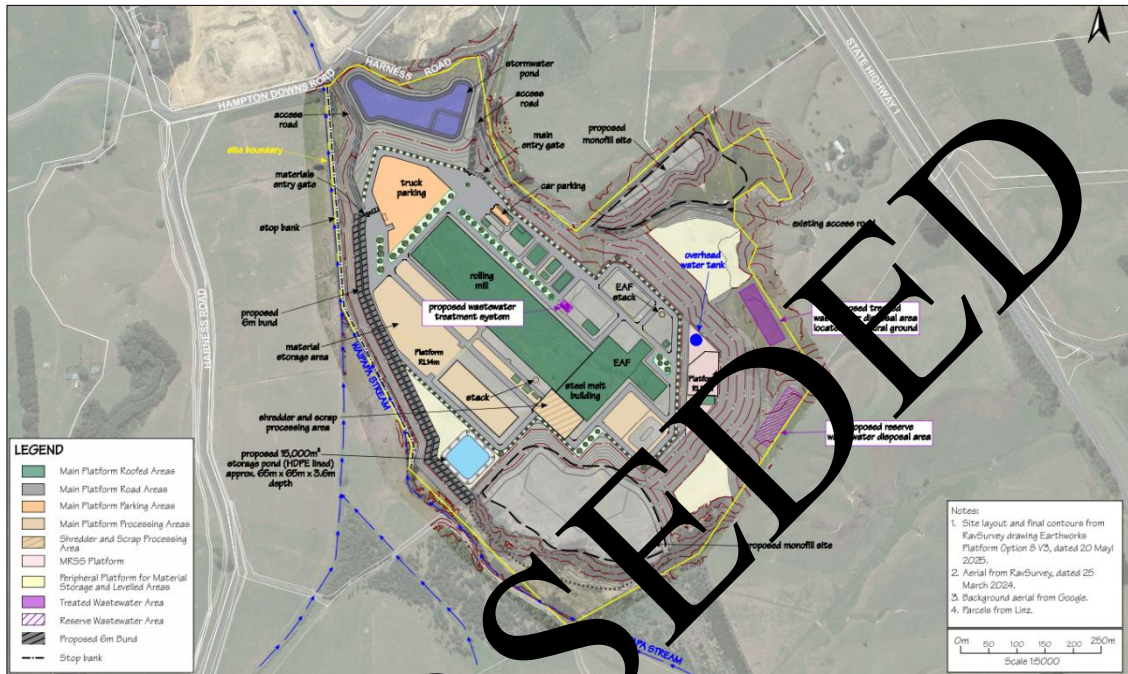 HARNESS ROAD
HAMPTON DOWNS ROAD
STATE HIGHWAY 1
stormwater
pond
access
road
access
road
main
entry gate
proposed
monofill site
site boundary
materials
entry gate
car parking
truck
parking
stop bank
existing access road
overhead
water tank
rolling
mill
EAF
stack
proposed wastewater
treatment system
proposed
6m bund
HARNESS ROAD
material
storage area
Platform
RL14m
EAF
steel melt
building
WAIPAPA STREAM
stack
shredder and scrap
processing area
proposed reserve
wastewater disposal area
proposed 15,000m³
storage pond (HDPE lined)
approx. 65m x 65m x 3.6m
depth
proposed monofill site
STREAM
LEGEND
Main Platform Roofed Areas
Main Platform Road Areas
Main Platform Parking Areas
Main Platform Processing Areas
Shredder and Scrap Processing
Area
MRSS Platform
Peripheral Platform for Material
Storage and Levelled Areas
Treated Wastewater Area
Reserve Wastewater Area
Proposed 6m Bund
Stop bank
Notes:
1. Site layout and final contours from
RavSurvey drawing Earthworks
Platform Option 8 V3, dated 20 Mayl
2025.
2. Aerial from RavSurvey, dated 25
March 2024.
3. Background aerial from Google.
4. Parcels from Linz.
0m 50 100 150 200 250m
Scale 1:5000
SEDED